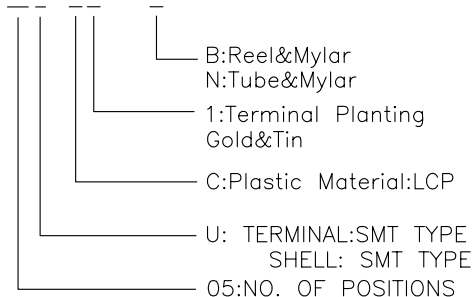 B:Reel&Mylar
N:Tube&Mylar
1:Terminal Planting
Gold&Tin
C:Plastic Material:LCP
U: TERMINAL:SMT TYPE
SHELL: SMT TYPE
05:NO. OF POSITIONS